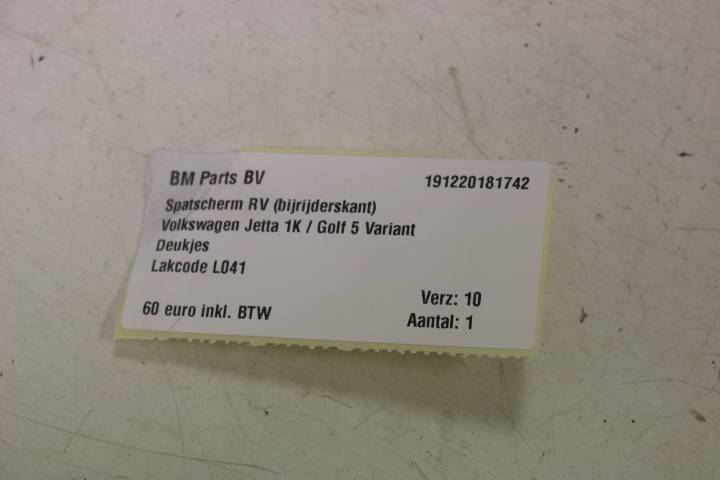 BM Parts BV 191220181742
Spatscherm RV (bijrijderskant)
Volkswagen Jetta 1K / Golf 5 Variant
Deukjes
Lakcode L041
60 euro inkl. BTW Verz: 10
Aantal: 1